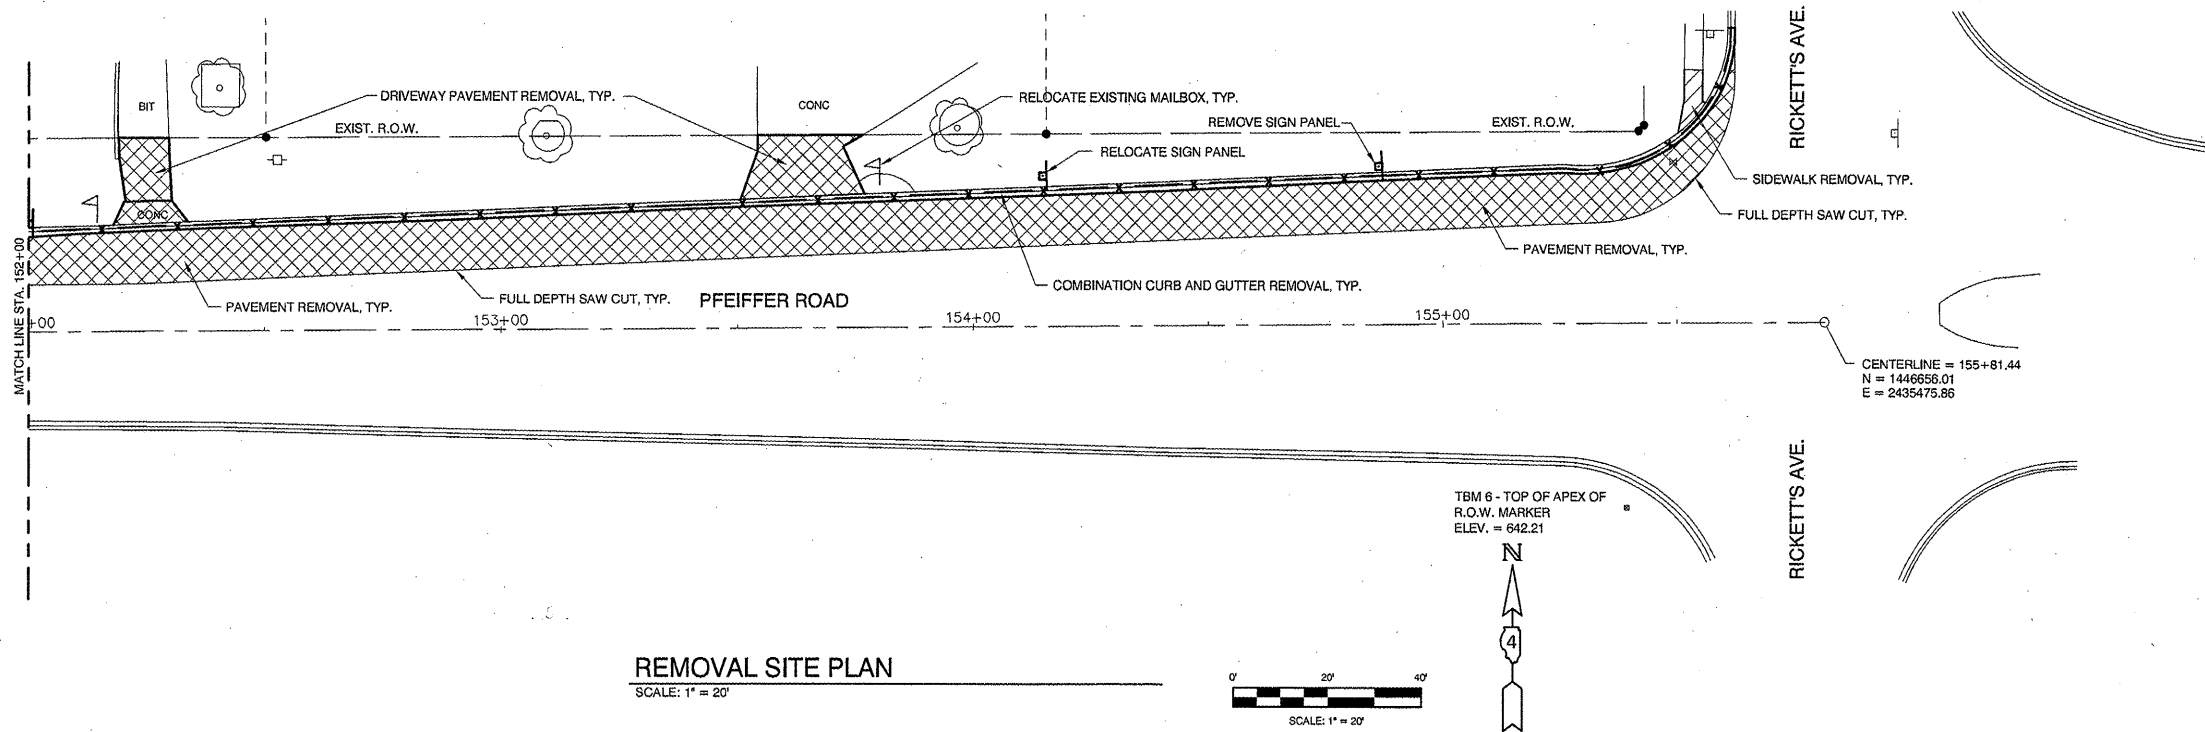 RICKETT'S AVE.
BIT
DRIVEWAY PAVEMENT REMOVAL, TYP.
CONC
RELOCATE EXISTING MAILBOX, TYP.
EXIST. R.O.W.
REMOVE SIGN PANEL
EXIST. R.O.W.
RELOCATE SIGN PANEL
SIDEWALK REMOVAL, TYP.
CONC
FULL DEPTH SAW CUT, TYP.
PAVEMENT REMOVAL, TYP.
MATCH LINE STA. 152+00
COMBINATION CURB AND GUTTER REMOVAL, TYP.
FULL DEPTH SAW CUT, TYP.
PFEIFFER ROAD
PAVEMENT REMOVAL, TYP.
+00
153+00
154+00
155+00
CENTERLINE = 155+81.44
N = 1446656.01
E = 2435475.86
RICKETT'S AVE.
TBM 6 - TOP OF APEX OF
R.O.W. MARKER
ELEV. = 642.21
N
4
REMOVAL SITE PLAN
SCALE: 1" = 20'
0' 20' 40'
SCALE: 1" = 20'